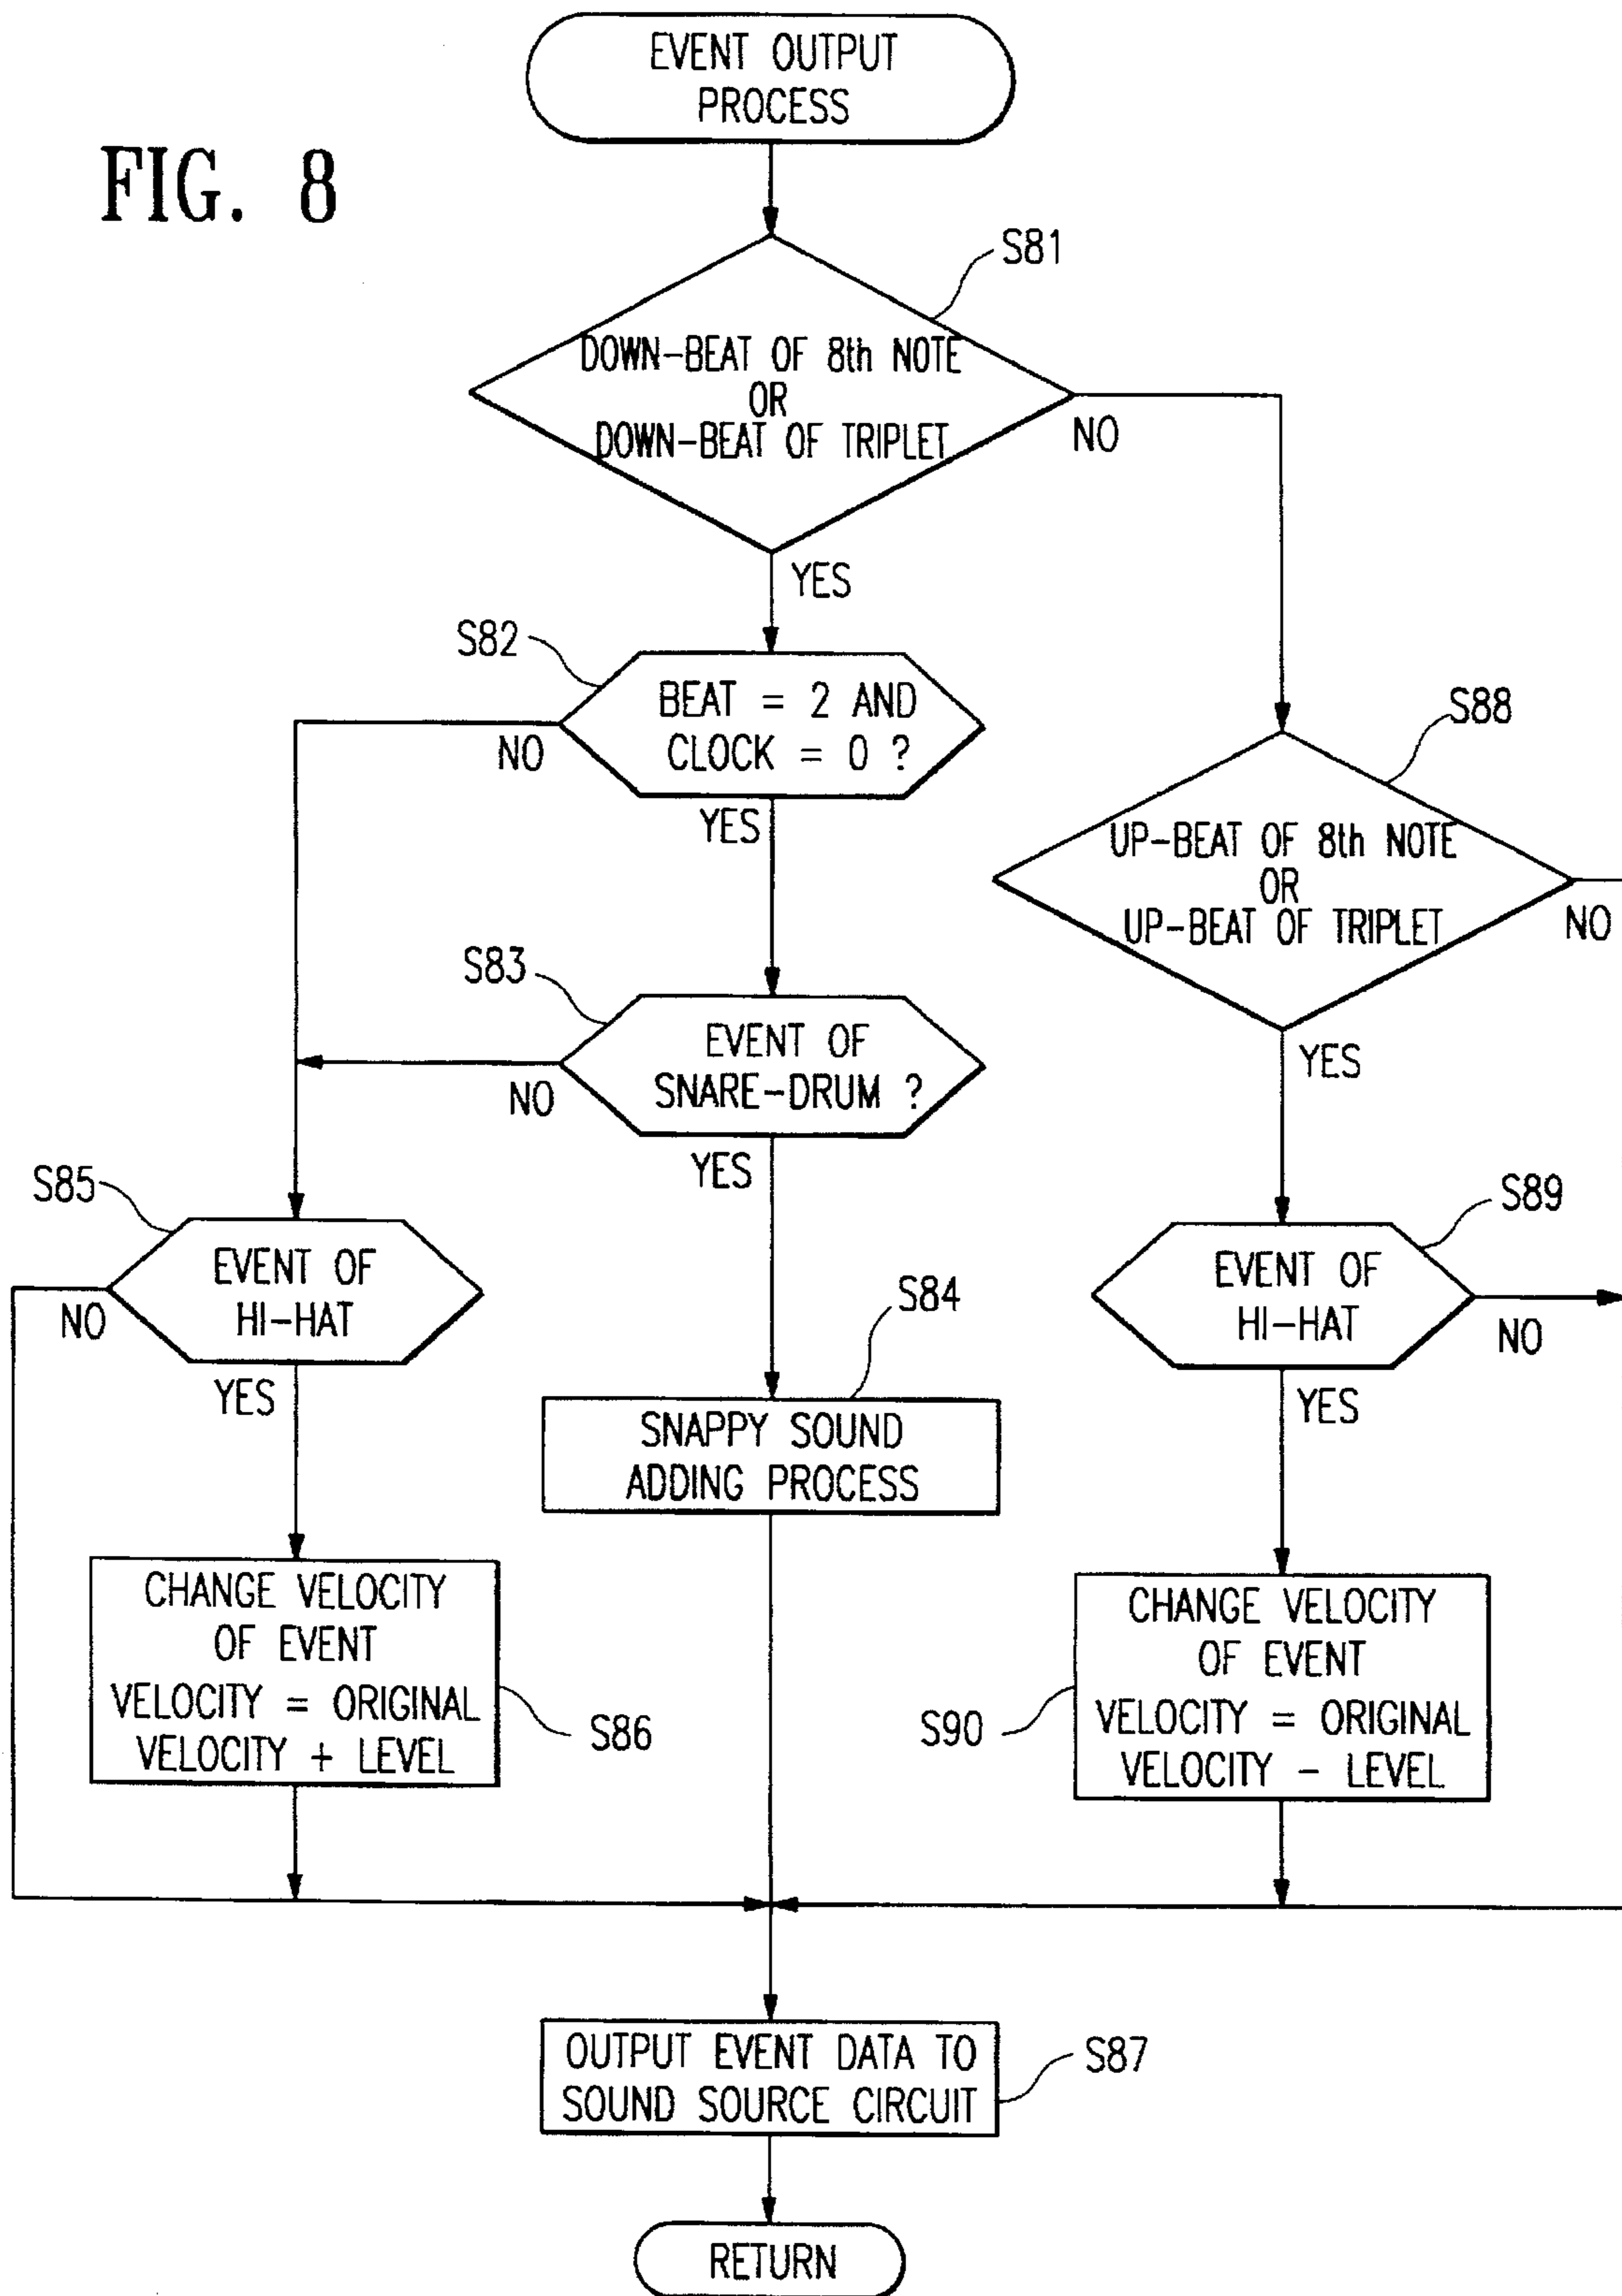 EVENT OUTPUT
PROCESS
FIG. 8
S81
DOWN-BEAT OF 8th NOTE
OR
DOWN-BEAT OF TRIPLET
NO
YES
S82
BEAT = 2 AND
CLOCK = 0 ?
NO
YES
S88
UP-BEAT OF 8th NOTE
OR
UP-BEAT OF TRIPLET
NO
YES
S83
EVENT OF
SNARE-DRUM ?
NO
YES
S85
EVENT OF
HI-HAT
NO
YES
S89
EVENT OF
HI-HAT
NO
YES
S84
SNAPPY SOUND
ADDING PROCESS
CHANGE VELOCITY
OF EVENT
VELOCITY = ORIGINAL
VELOCITY + LEVEL
S86
S90
CHANGE VELOCITY
OF EVENT
VELOCITY = ORIGINAL
VELOCITY - LEVEL
OUTPUT EVENT DATA TO
SOUND SOURCE CIRCUIT
S87
RETURN